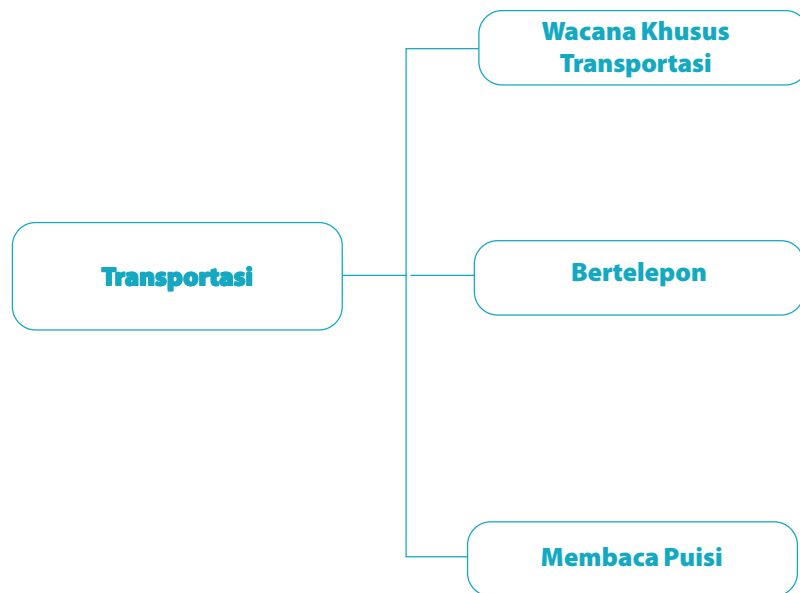 Wacana Khusus
Transportasi
Transportasi
Bertelepon
Membaca Puisi